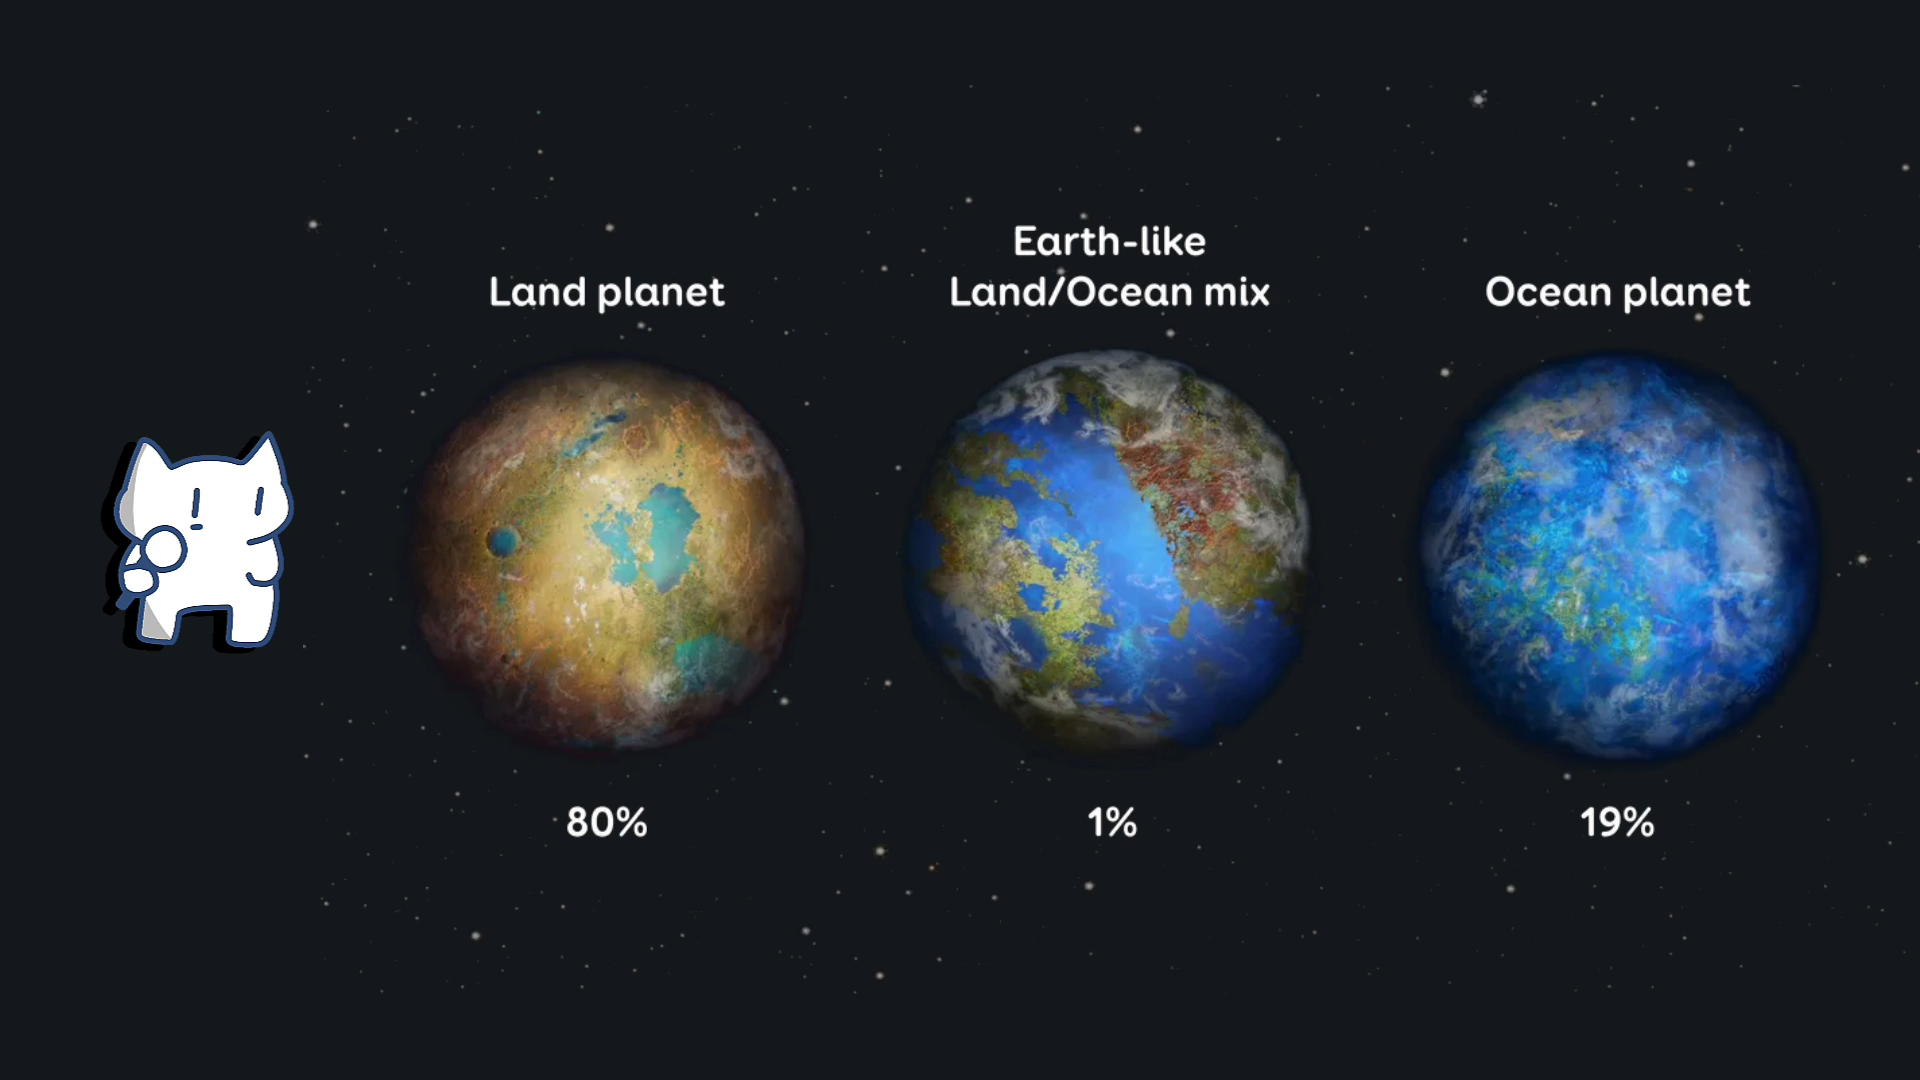 Land planet
Earth-like
Land/Ocean mix
Ocean planet
80%
1%
19%